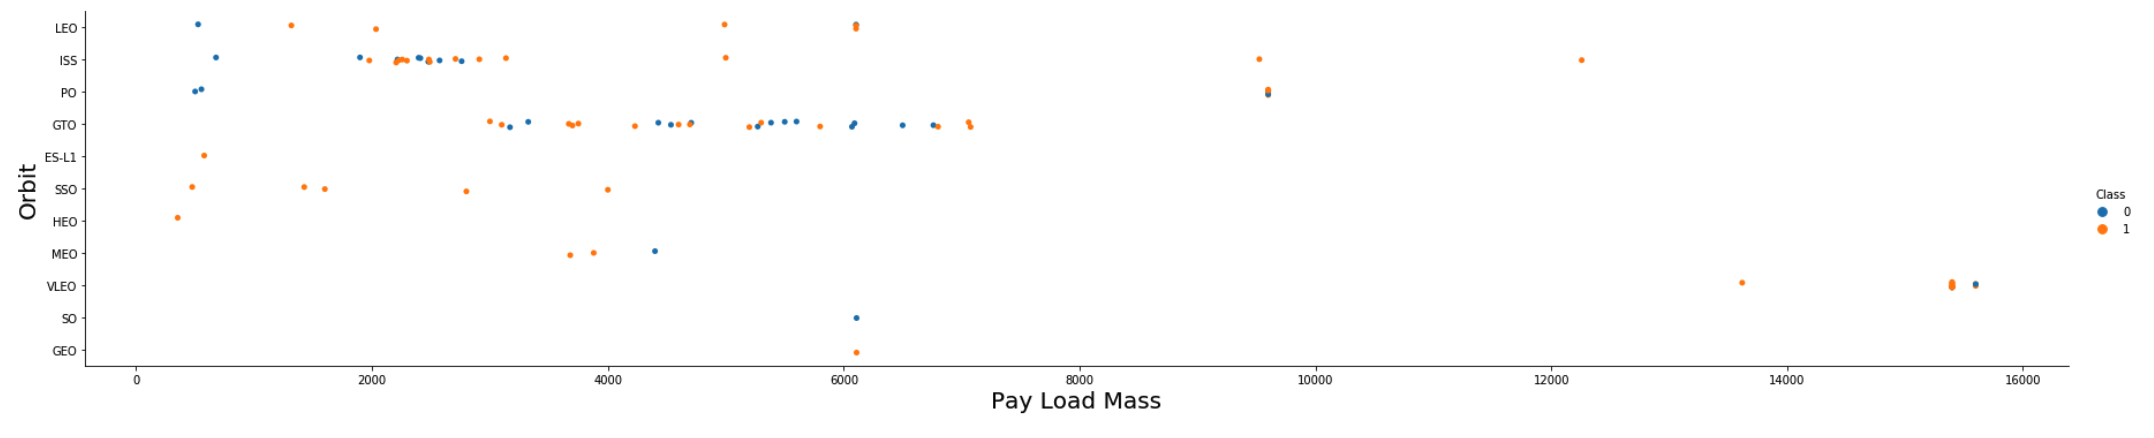 Orbit
LEO
ISS
PO
GTO
ES-L1
SSO
HEO
MEO
VLEO
SO
GEO
0 2000 4000 6000 8000 10000 12000 14000 16000
Pay Load Mass
Class
0
1